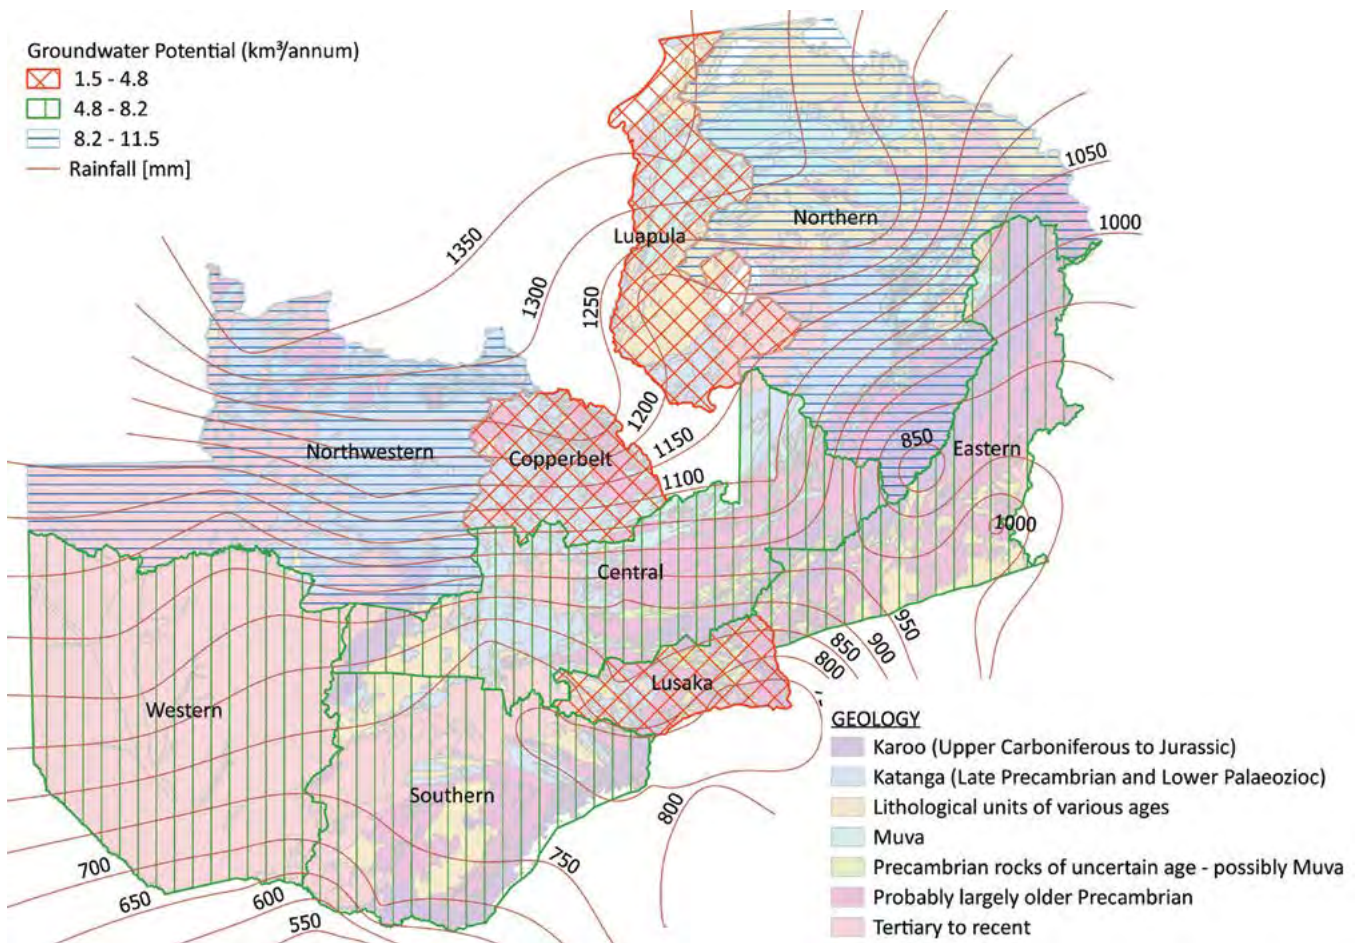 Groundwater Potential (km³/annum)
1.5 - 4.8
4.8 - 8.2
8.2 - 11.5
Rainfall [mm]
1050
Northern
1000
Luapula
1350
1300
1250
1200
850
Eastern
Northwestern
Copperbelt
1150
1100
1000
Central
950
900
850
800
Lusaka
Western
GEOLOGY
Karoo (Upper Carboniferous to Jurassic)
Katanga (Late Precambrian and Lower Palaeozioc)
Lithological units of various ages
Muva
Precambrian rocks of uncertain age - possibly Muva
Probably largely older Precambrian
Tertiary to recent
Southern
800
750
700
650
600
550